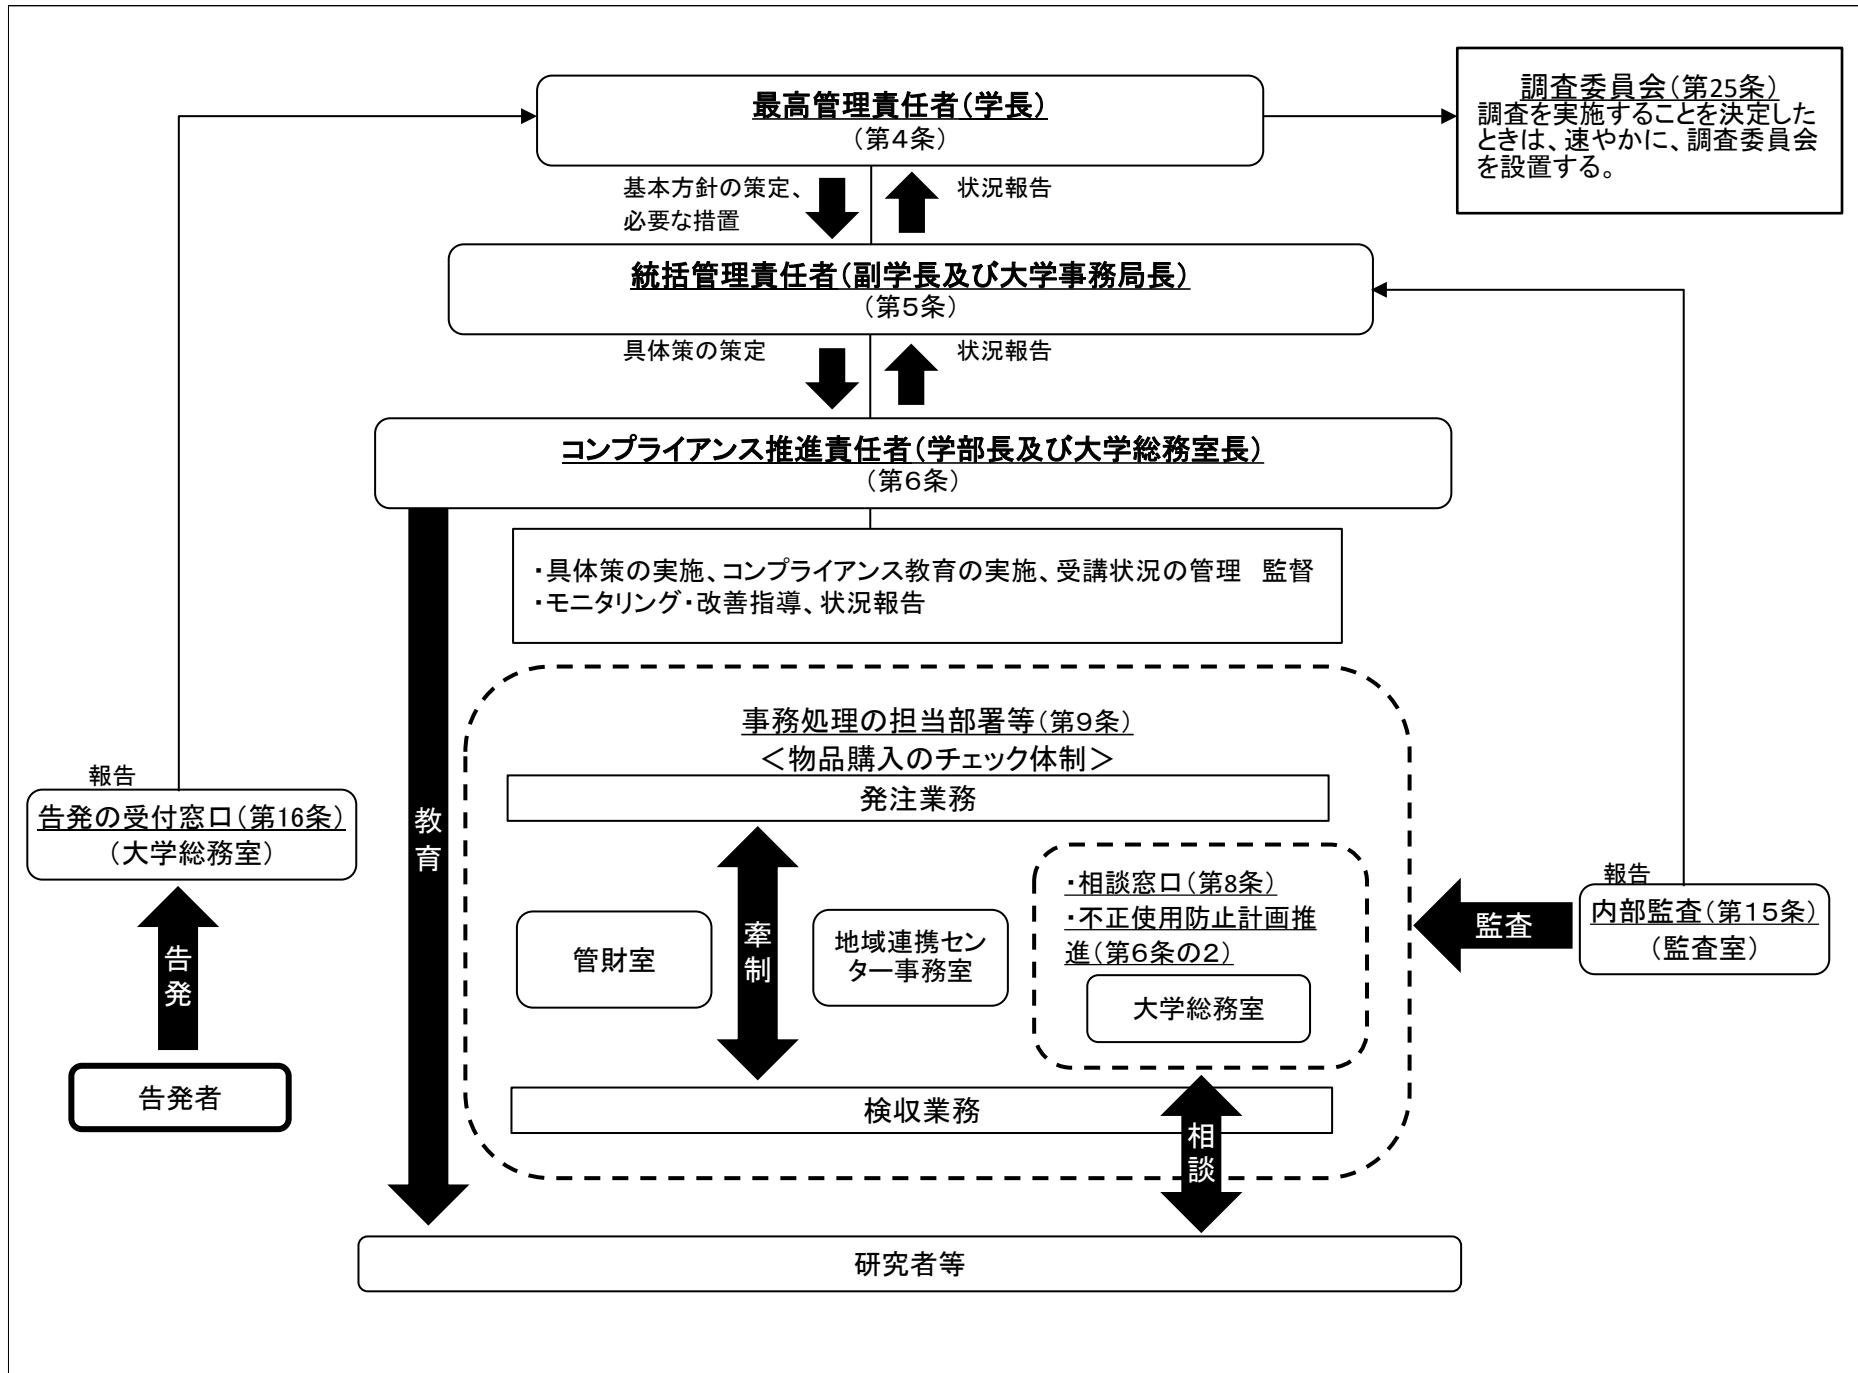 最高管理責任者(学長)
(第4条)
調査委員会(第25条)
調査を実施することを決定した
ときは、速やかに、調査委員会
を設置する。
基本方針の策定、
必要な措置
状況報告
統括管理責任者(副学長及び大学事務局長)
(第5条)
具体策の策定
状況報告
コンプライアンス推進責任者(学部長及び大学総務室長)
(第6条)
・具体策の実施、コンプライアンス教育の実施、受講状況の管理　監督
・モニタリング・改善指導、状況報告
事務処理の担当部署等(第9条)
<物品購入のチェック体制>
発注業務
報告
告発の受付窓口(第16条)
(大学総務室)
教育
告発
告発者
管財室
牽制
地域連携セン
ター事務室
・相談窓口(第8条)
・不正使用防止計画推
進(第6条の2)
大学総務室
監査
報告
内部監査(第15条)
(監査室)
検収業務
相談
研究者等